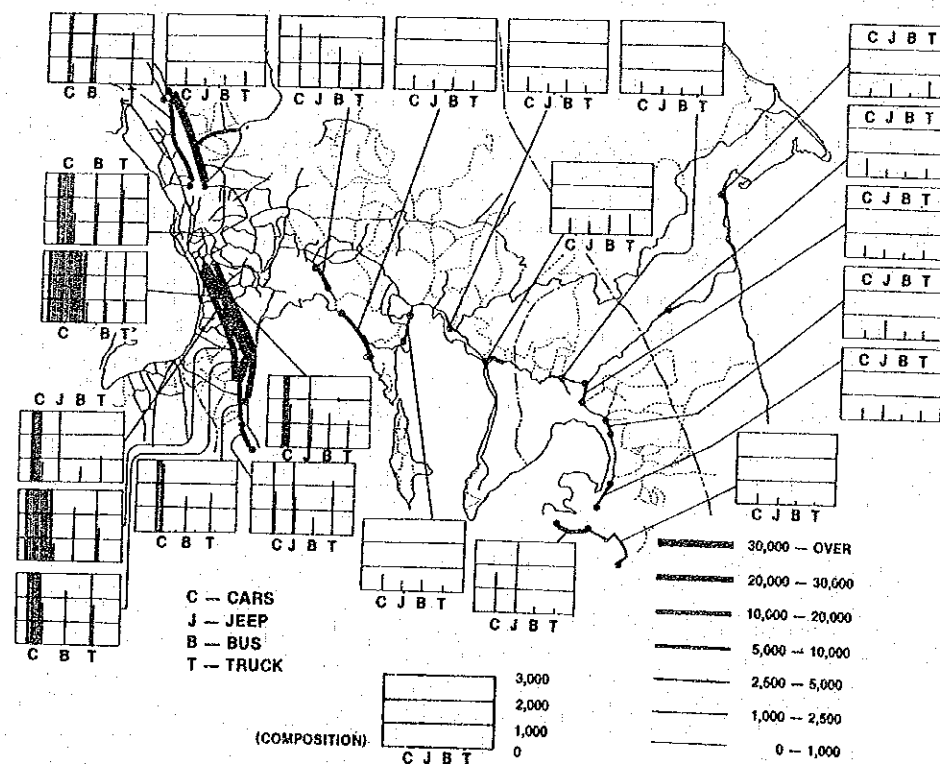 C B T
C J B T
C J B T
C J B T
C J B T
C J B T
C J B T
C J B T
C J B T
C J B T
C J B T
C J B T
C B T
C B T
C J B T
C J B T
C B T
C J B T
C J B T
C J B T
C J B T
C B T
C — CARS
J — JEEP
B — BUS
T — TRUCK
30,000 — OVER
20,000 — 30,000
10,000 — 20,000
5,000 — 10,000
2,500 — 5,000
1,000 — 2,500
0 — 1,000
3,000
2,000
1,000
0
(COMPOSITION)
C J B T